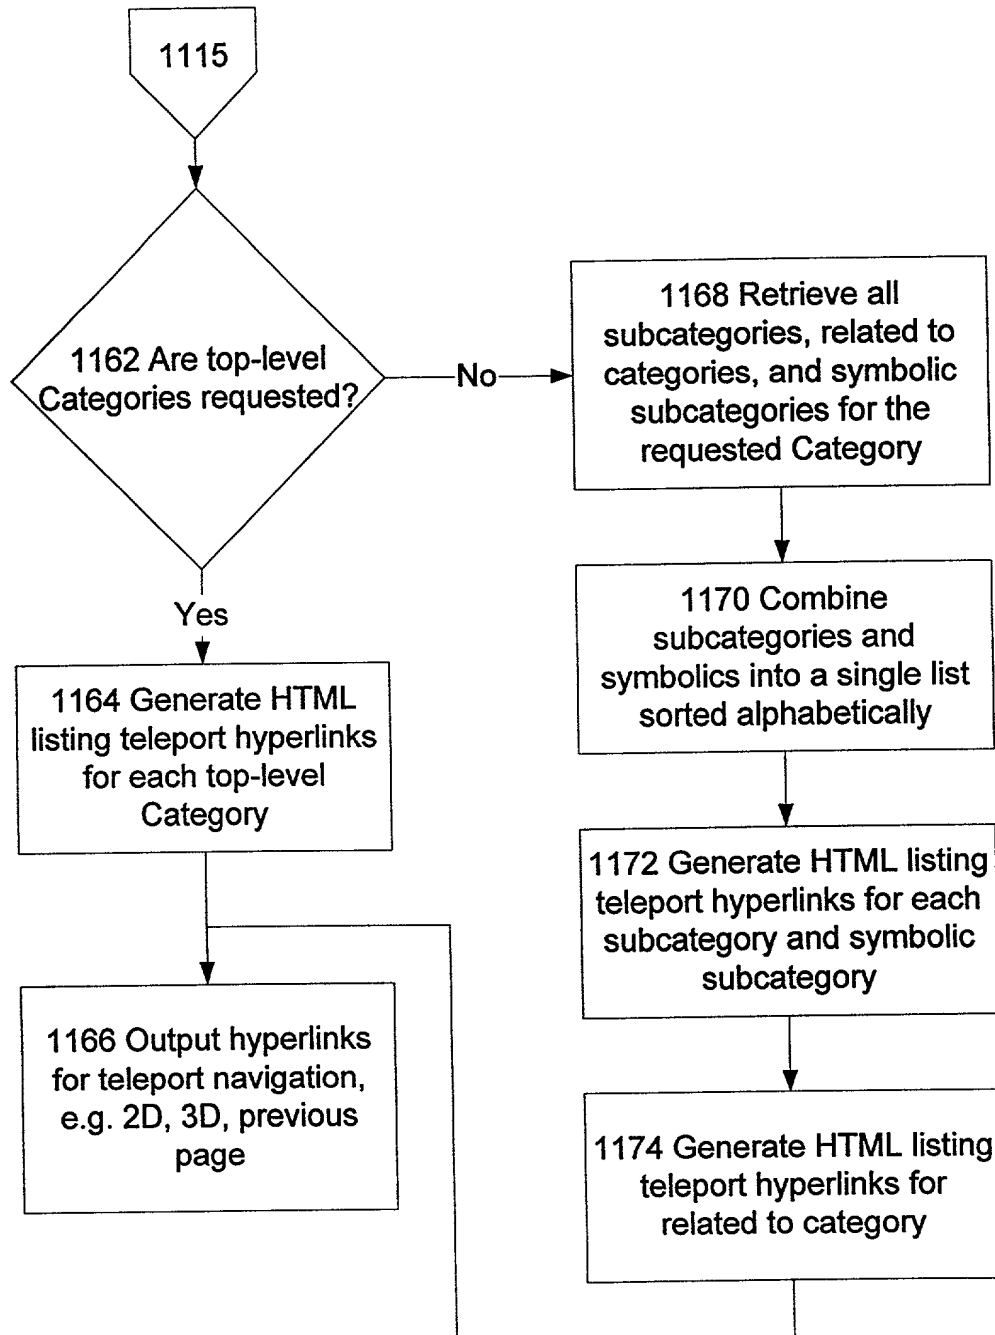 1115
1162 Are top-level
Categories requested?
No
Yes
1164 Generate HTML
listing teleport hyperlinks
for each top-level
Category
1166 Output hyperlinks
for teleport navigation,
e.g. 2D, 3D, previous
page
1168 Retrieve all
subcategories, related to
categories, and symbolic
subcategories for the
requested Category
1170 Combine
subcategories and
symbolics into a single list
sorted alphabetically
1172 Generate HTML listing
teleport hyperlinks for each
subcategory and symbolic
subcategory
1174 Generate HTML listing
teleport hyperlinks for
related to category